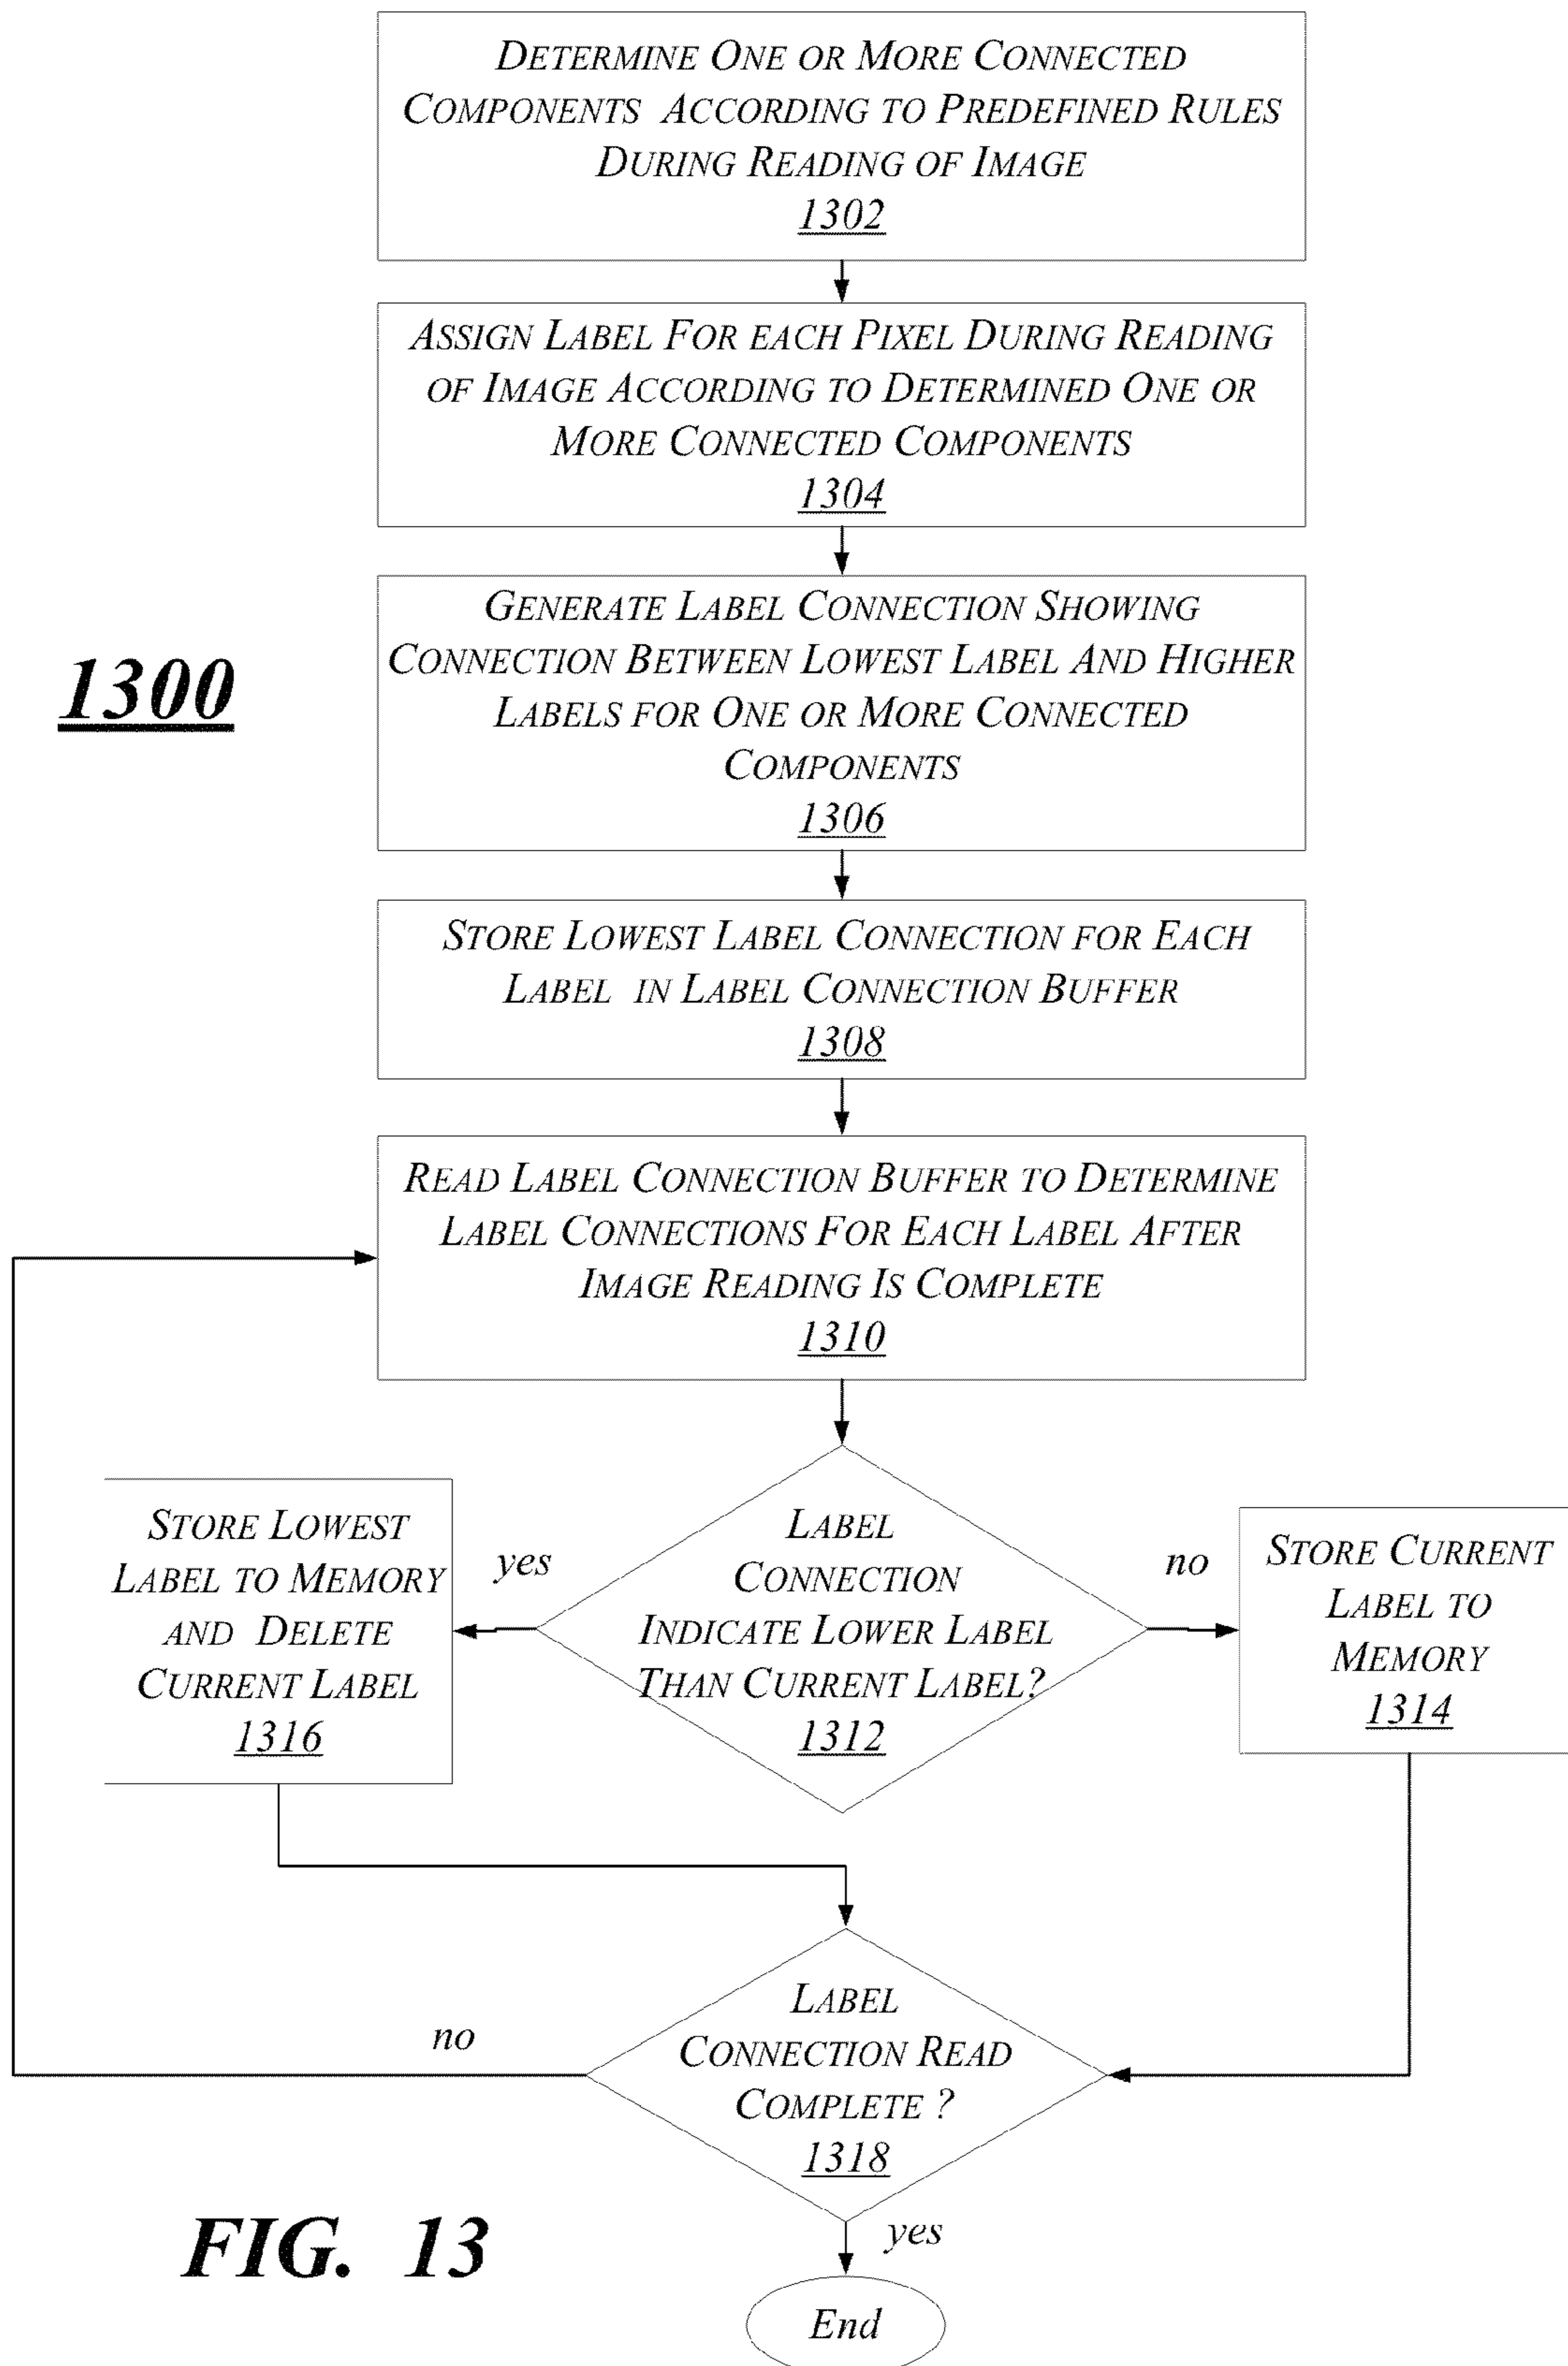 DETERMINE ONE OR MORE CONNECTED
COMPONENTS ACCORDING TO PREDEFINED RULES
DURING READING OF IMAGE
1302
ASSIGN LABEL FOR EACH PIXEL DURING READING
OF IMAGE ACCORDING TO DETERMINED ONE OR
MORE CONNECTED COMPONENTS
1304
GENERATE LABEL CONNECTION SHOWING
CONNECTION BETWEEN LOWEST LABEL AND HIGHER
LABELS FOR ONE OR MORE CONNECTED
COMPONENTS
1306
1300
STORE LOWEST LABEL CONNECTION FOR EACH
LABEL IN LABEL CONNECTION BUFFER
1308
READ LABEL CONNECTION BUFFER TO DETERMINE
LABEL CONNECTIONS FOR EACH LABEL AFTER
IMAGE READING IS COMPLETE
1310
LABEL
CONNECTION
INDICATE LOWER LABEL
THAN CURRENT LABEL?
1312
yes
STORE LOWEST
LABEL TO MEMORY
AND DELETE
CURRENT LABEL
1316
no
STORE CURRENT
LABEL TO
MEMORY
1314
LABEL
CONNECTION READ
COMPLETE ?
1318
no
yes
End
FIG. 13